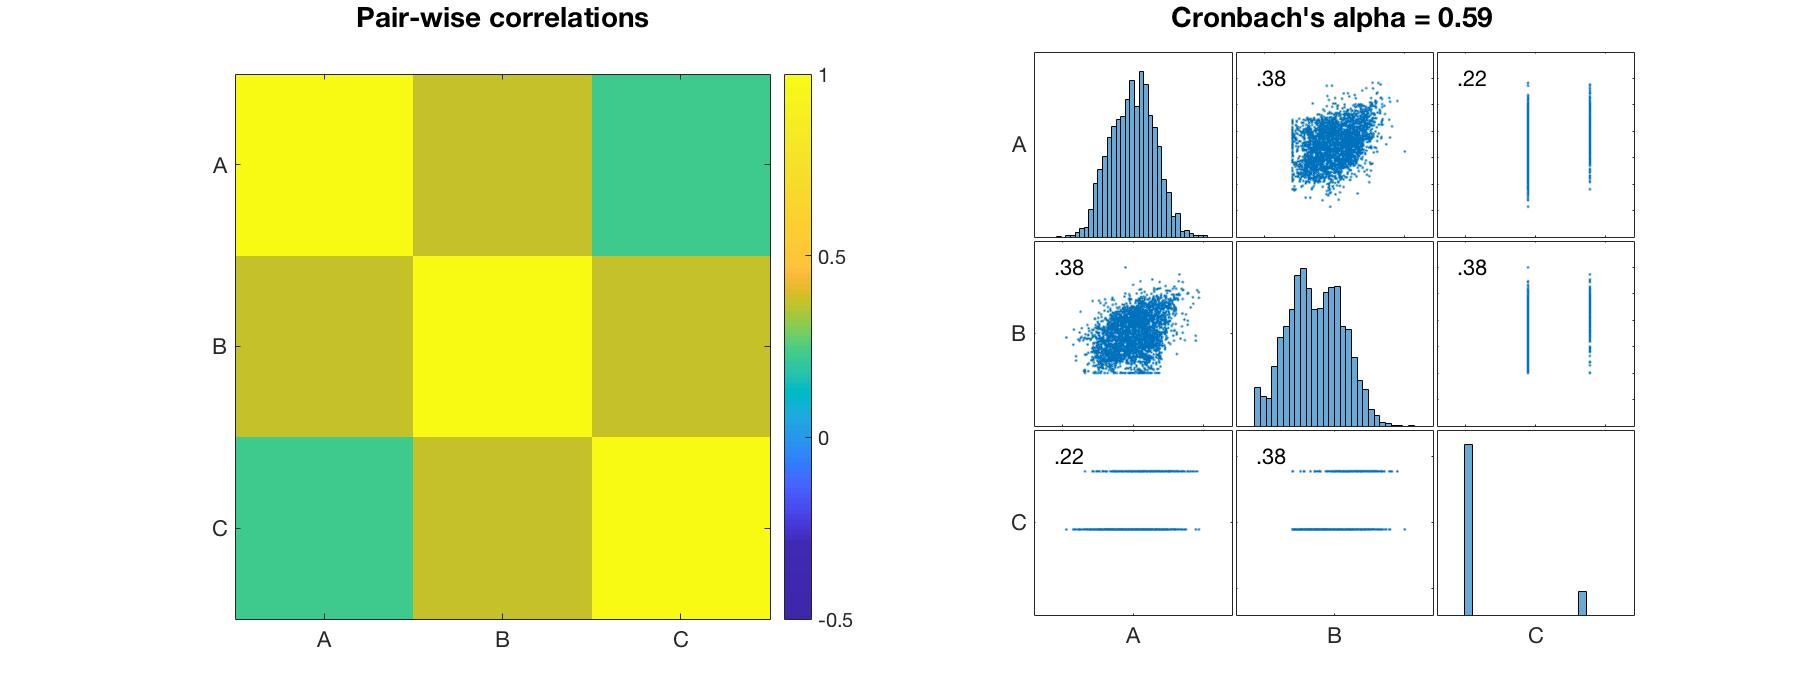 Pair-wise correlations
A
B
C
A
B
C
1
0.5
0
-0.5
Cronbach's alpha = 0.59
A
.38
.22
B
.38
.38
C
.22
.38
A
B
C